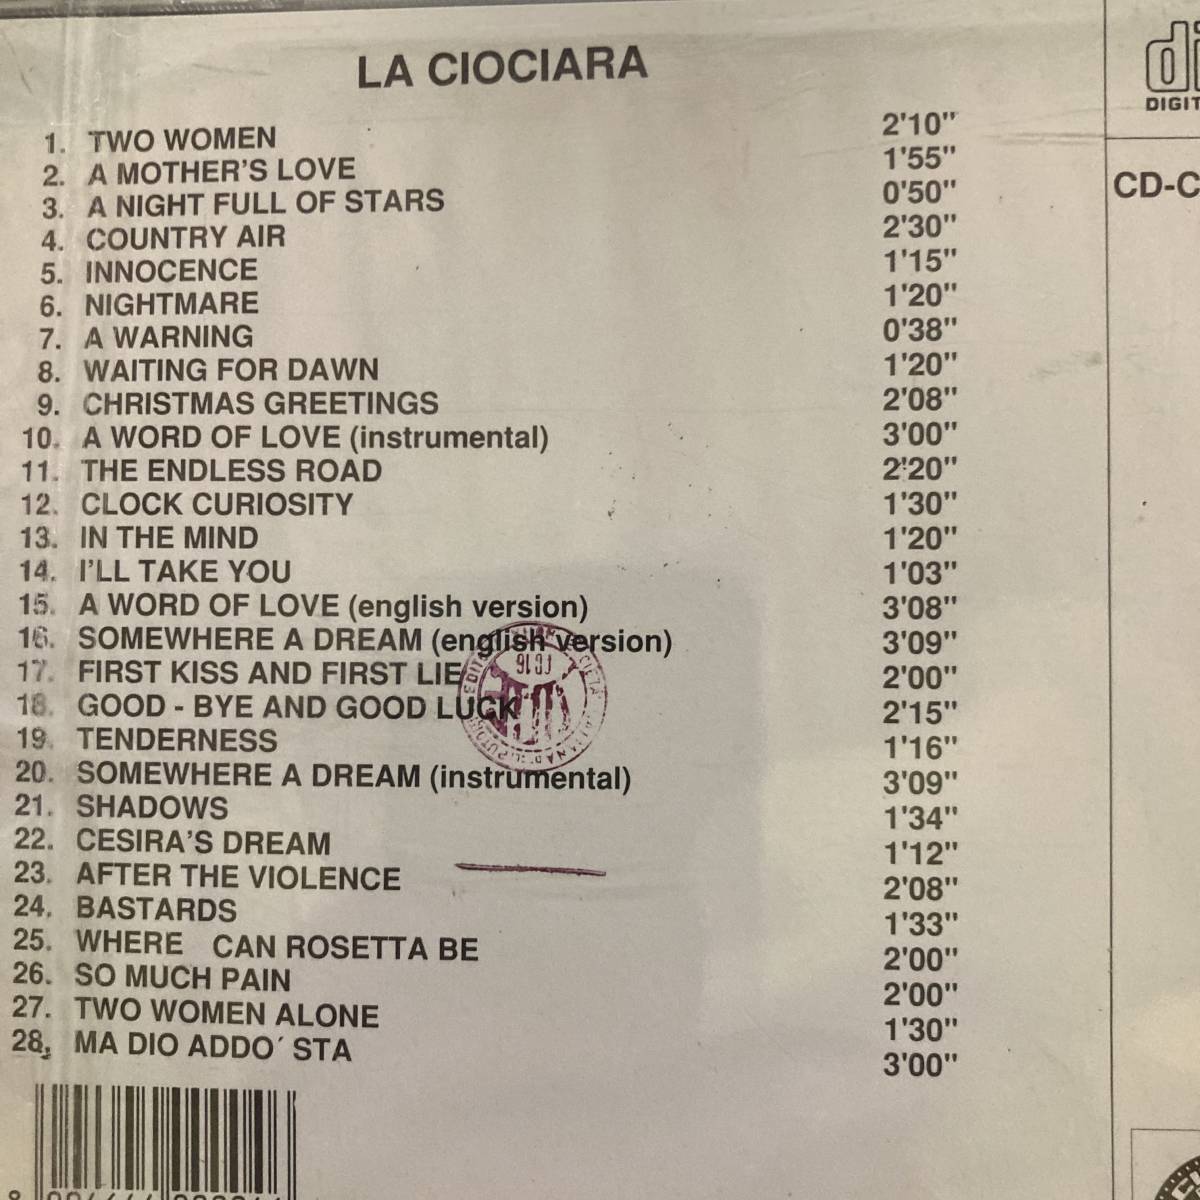 LA CIOCIARA
1. TWO WOMEN 2'10"
2. A MOTHER'S LOVE 1'55"
3. A NIGHT FULL OF STARS 0'50"
4. COUNTRY AIR 2'30"
5. INNOCENCE 1'15"
6. NIGHTMARE 1'20"
7. A WARNING 0'38"
8. WAITING FOR DAWN 1'20"
9. CHRISTMAS GREETINGS 2'08"
10. A WORD OF LOVE (instrumental) 3'00"
11. THE ENDLESS ROAD 2'20"
12. CLOCK CURIOSITY 1'30"
13. IN THE MIND 1'20"
14. I'LL TAKE YOU 1'03"
15. A WORD OF LOVE (english version) 3'08"
16. SOMEWHERE A DREAM (english version) 3'09"
17. FIRST KISS AND FIRST LIE 2'00"
18. GOOD - BYE AND GOOD LUCK 2'15"
19. TENDERNESS 1'16"
20. SOMEWHERE A DREAM (instrumental) 3'09"
21. SHADOWS 1'34"
22. CESIRA'S DREAM 1'12"
23. AFTER THE VIOLENCE 2'08"
24. BASTARDS 1'33"
25. WHERE CAN ROSETTA BE 2'00"
26. SO MUCH PAIN 2'00"
27. TWO WOMEN ALONE 1'30"
28. MA DIO ADDO´ STA 3'00"
DIGIT
CD-C